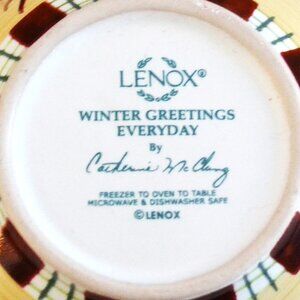 LENOX®
WINTER GREETINGS
EVERYDAY
By
Catherine McClung
FREEZER TO OVEN TO TABLE
MICROWAVE & DISHWASHER SAFE
©LENOX